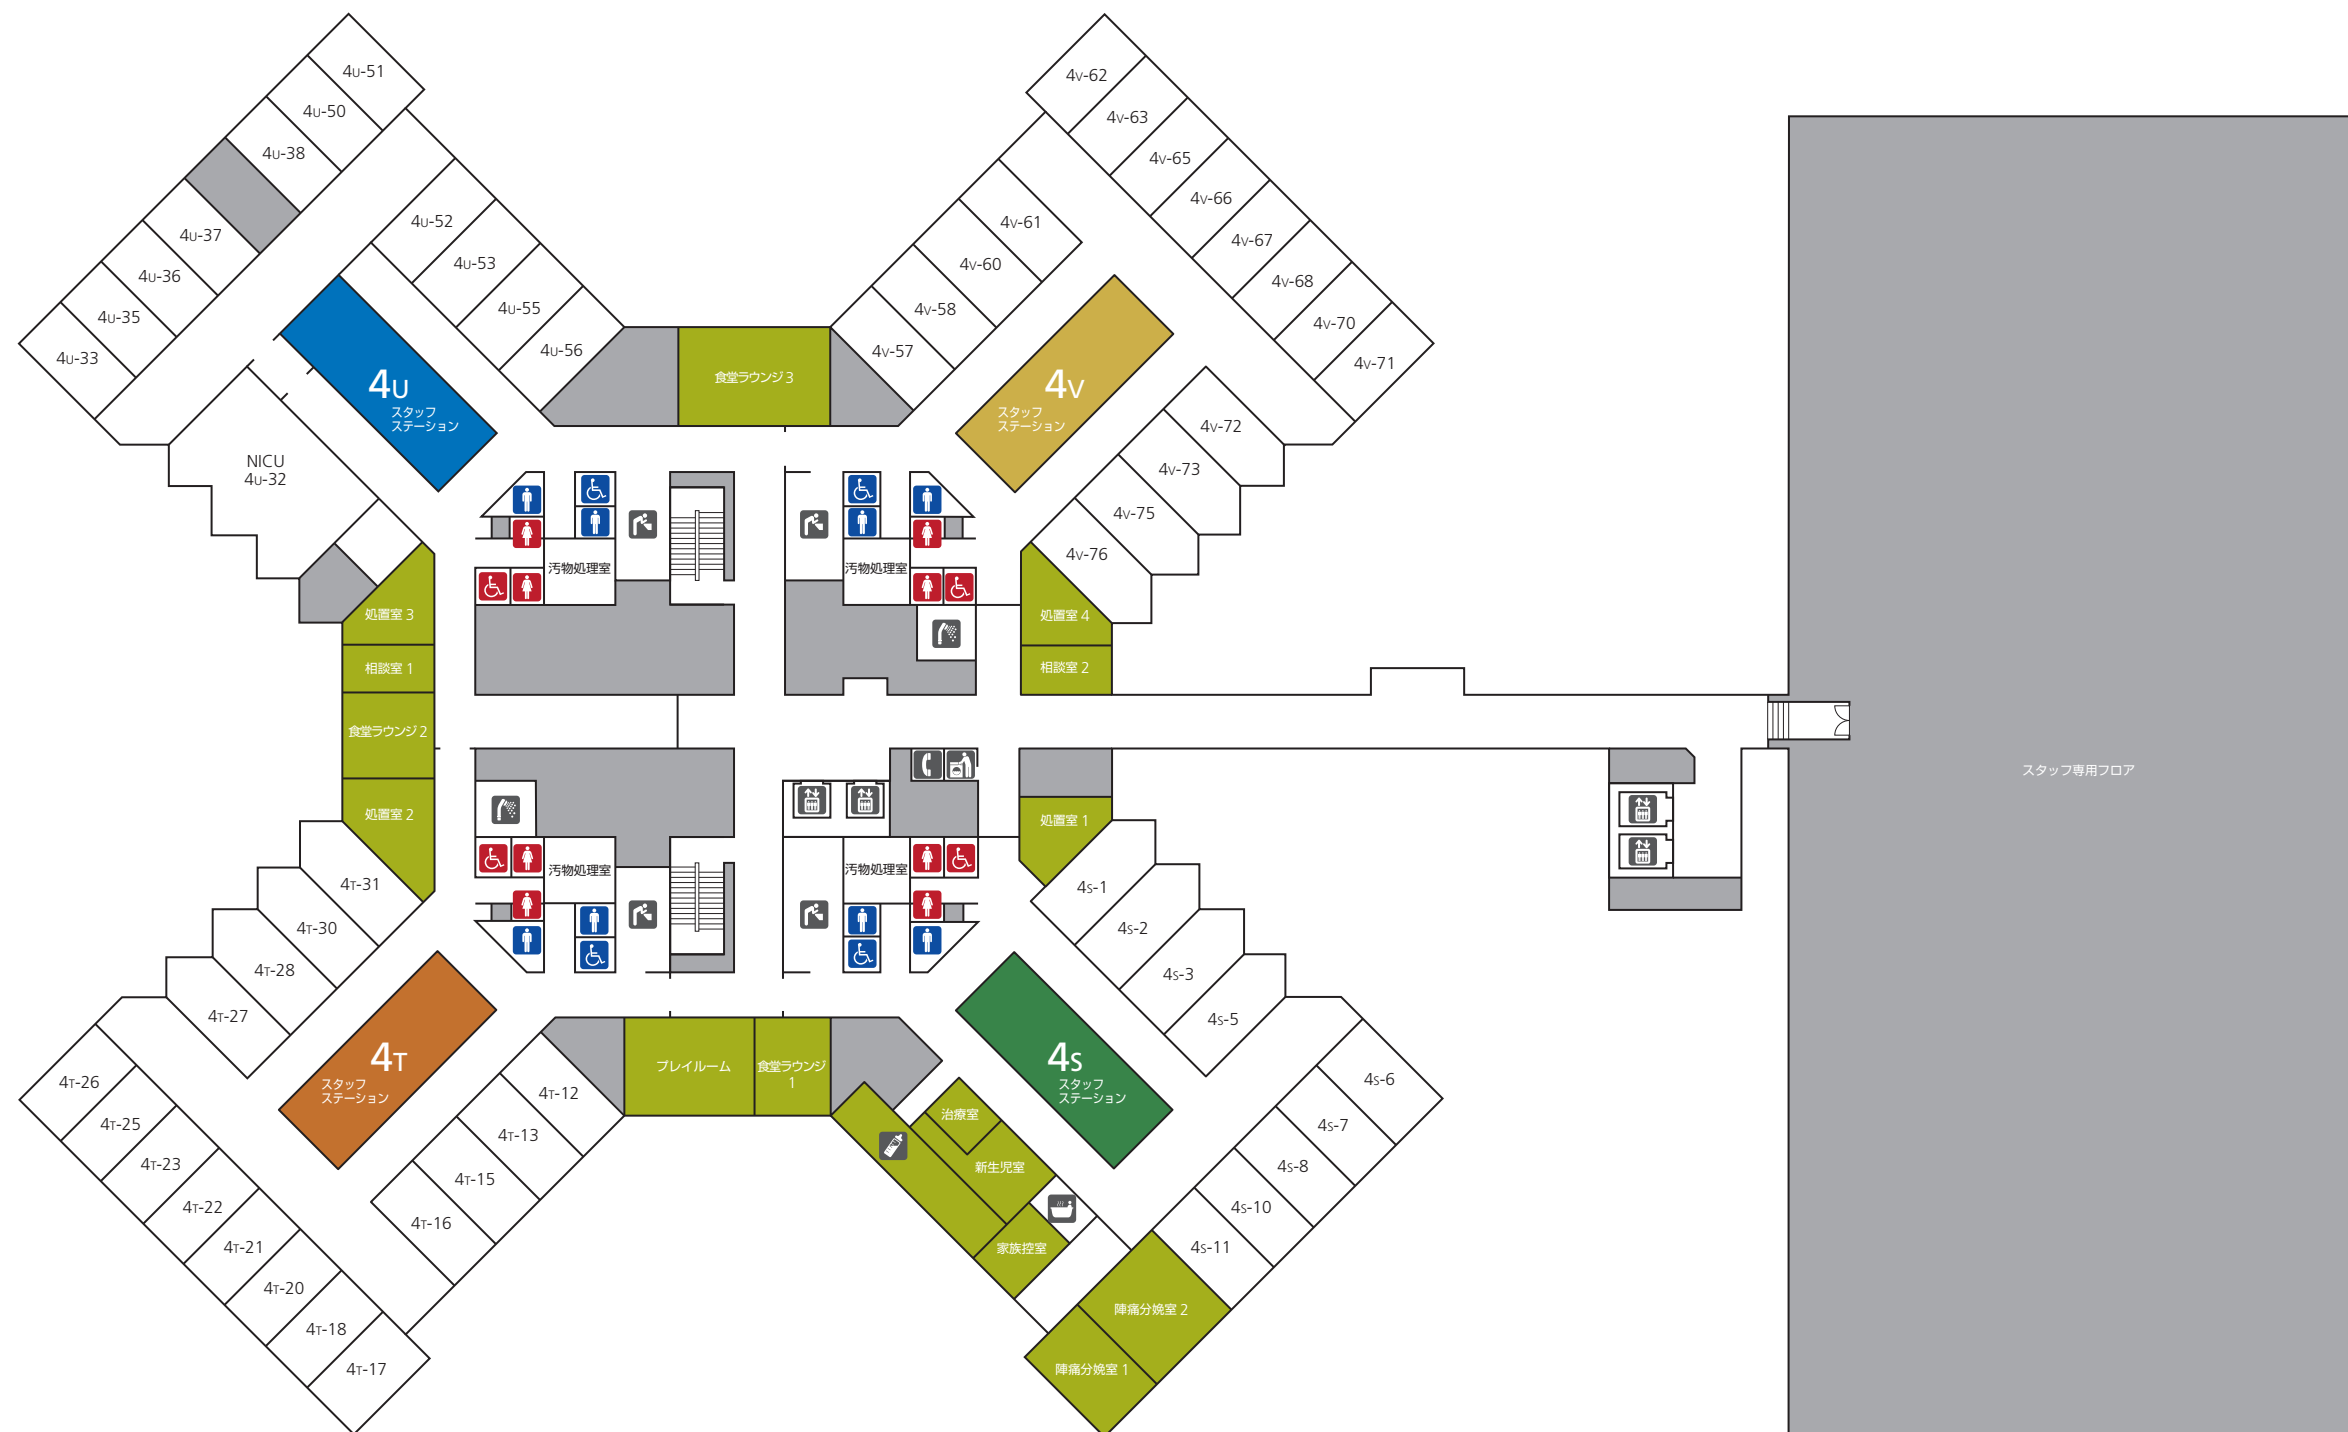 4U-51
4U-50
4U-38
4U-37
4U-36
4U-35
4U-33
4U-52
4U-53
4U-55
4U-56
4U
スタッフ
ステーション
NICU
4U-32
食堂ラウンジ 3
4V-62
4V-63
4V-65
4V-66
4V-67
4V-68
4V-70
4V-71
4V-61
4V-60
4V-58
4V-57
4V
スタッフ
ステーション
4V-72
4V-73
4V-75
4V-76
汚物処理室
汚物処理室
処置室 3
相談室 1
食堂ラウンジ 2
処置室 2
処置室 4
相談室 2
スタッフ専用フロア
処置室 1
汚物処理室
汚物処理室
4T-31
4T-30
4T-28
4T-27
4T
スタッフ
ステーション
4T-26
4T-25
4T-23
4T-22
4T-21
4T-20
4T-18
4T-17
4T-12
4T-13
4T-15
4T-16
プレイルーム
食堂ラウンジ
1
4S-1
4S-2
4S-3
4S-5
4S
スタッフ
ステーション
4S-6
4S-7
4S-8
4S-10
4S-11
治療室
新生児室
家族控室
陣痛分娩室 2
陣痛分娩室 1